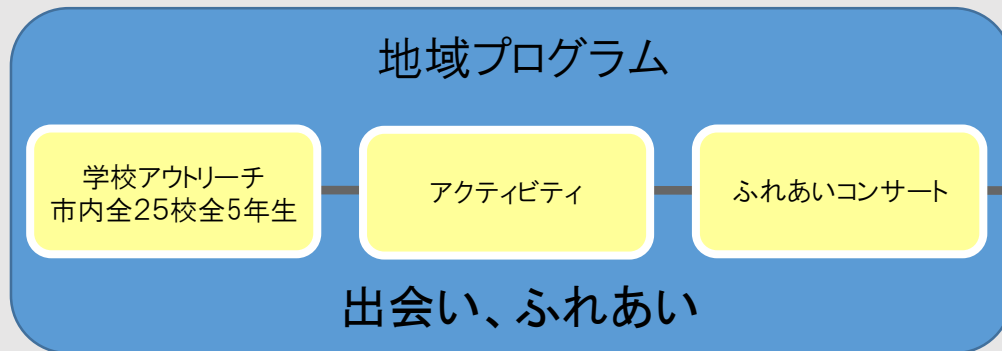 地域プログラム
学校アウトリーチ
市内全25校全5年生
アクティビティ
ふれあいコンサート
出会い、ふれあい